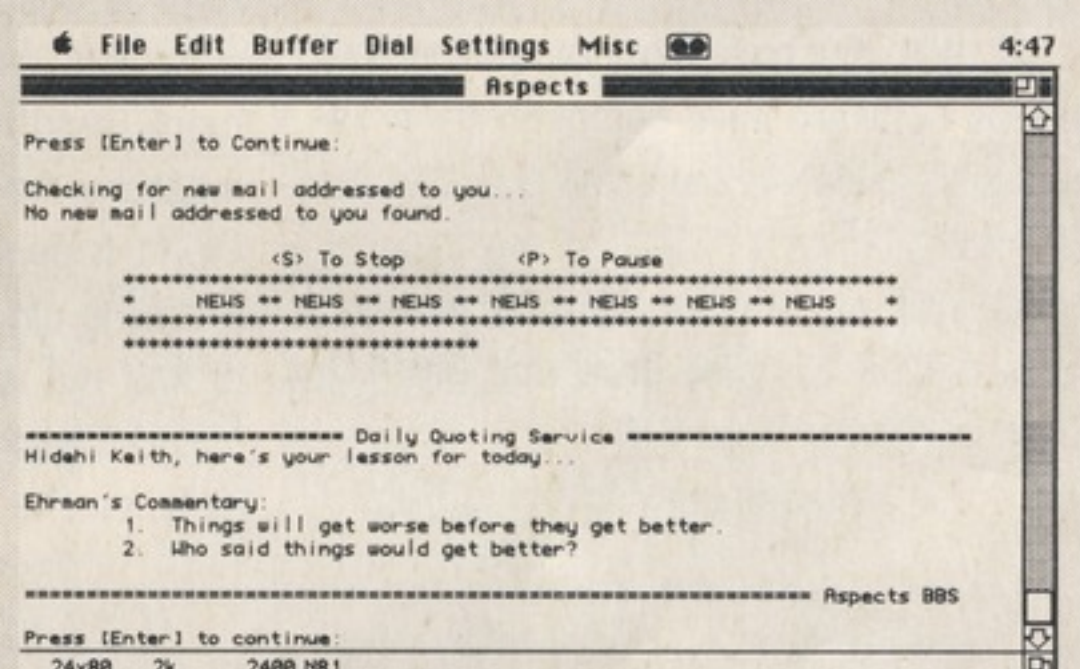 File Edit Buffer Dial Settings Misc 4:47
Aspects
Press [Enter] to Continue:
Checking for new mail addressed to you...
No new mail addressed to you found.
<S> To Stop <P> To Pause
***********************************************************************************************
* NEWS ** NEWS ** NEWS ** NEWS ** NEWS ** NEWS ** NEWS *
***********************************************************************************************
*******************************************
======================= Daily Quoting Service =========================
Hidehi Keith, here's your lesson for today...
Ehrman's Commentary:
1. Things will get worse before they get better.
2. Who said things would get better?
========================================================= Aspects BBS
Press [Enter] to continue:
24x80 2k 2400 N81